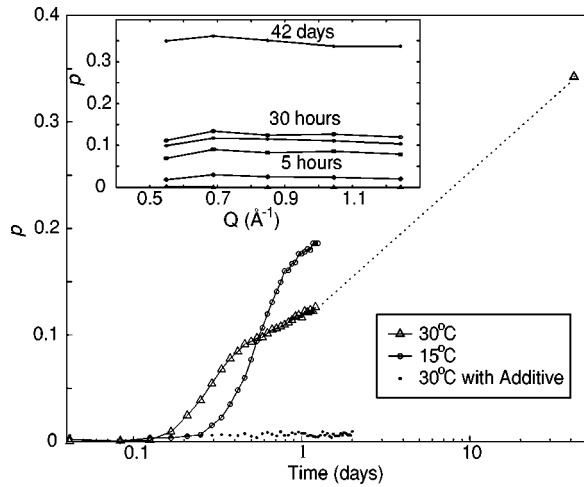 0.4
p'
0.3
0.2
0.1
0
42 days
30 hours
5 hours
0.5 0.7 0.9 1.1 1.3
Q (Å⁻¹)
0.3
p
0.2
0.1
0
30°C
15°C
30°C with Additive
0.1 1 10
Time (days)